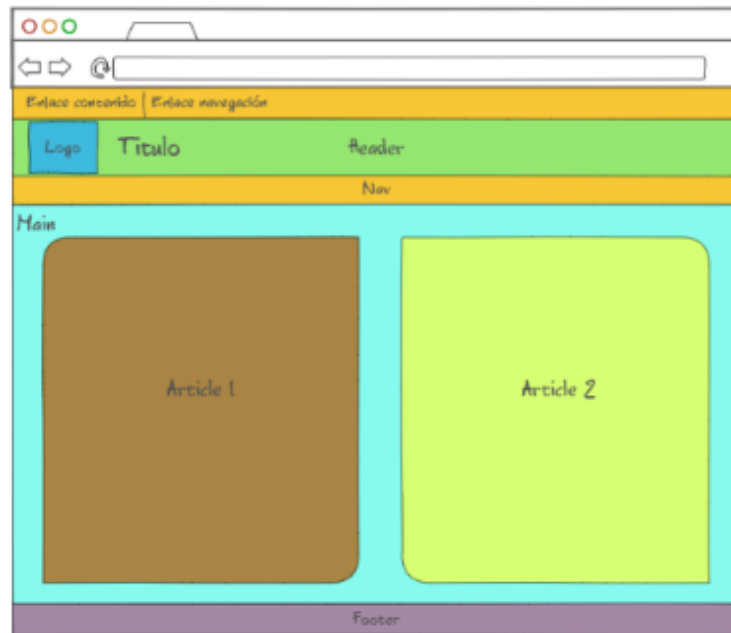 Enlace contenido Enlace navegación
Logo Titulo Header
Nav
Main
Article 1 Article 2
Footer